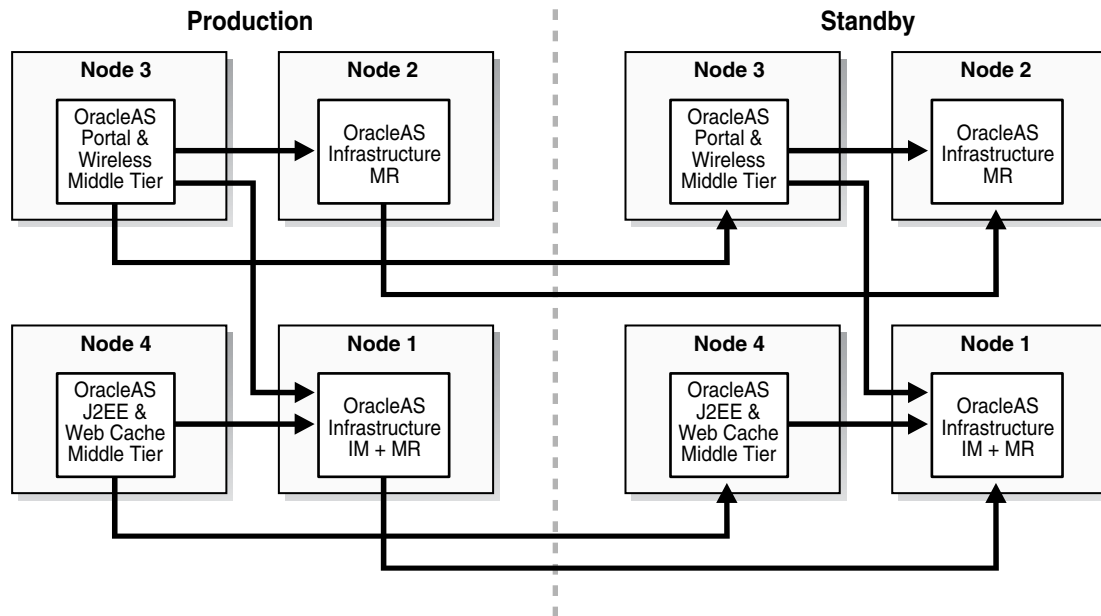 Production
Standby
Node 3
OracleAS
Portal &
Wireless
Middle Tier
Node 2
OracleAS
Infrastructure
MR
Node 3
OracleAS
Portal &
Wireless
Middle Tier
Node 2
OracleAS
Infrastructure
MR
Node 4
OracleAS
J2EE &
Web Cache
Middle Tier
Node 1
OracleAS
Infrastructure
IM + MR
Node 4
OracleAS
J2EE &
Web Cache
Middle Tier
Node 1
OracleAS
Infrastructure
IM + MR